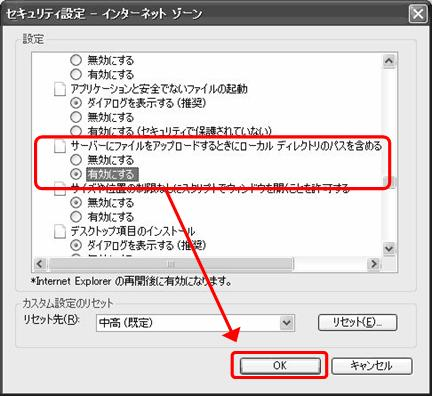 セキュリティ設定 - インターネット ゾーン
設定
無効にする
有効にする
アプリケーションと安全でないファイルの起動
ダイアログを表示する (推奨)
無効にする
有効にする (セキュリティで保護されていない)
サーバーにファイルをアップロードするときにローカル ディレクトリのパスを含める
無効にする
有効にする
サイズや位置の制限なしにスクリプトでウィンドウを開くことを許可する
無効にする
有効にする
デスクトップ項目のインストール
ダイアログを表示する (推奨)
無効にする
*Internet Explorer の再開後に有効になります。
カスタム設定のリセット
リセット先(R):
中高 (既定)
リセット(E)...
OK
キャンセル